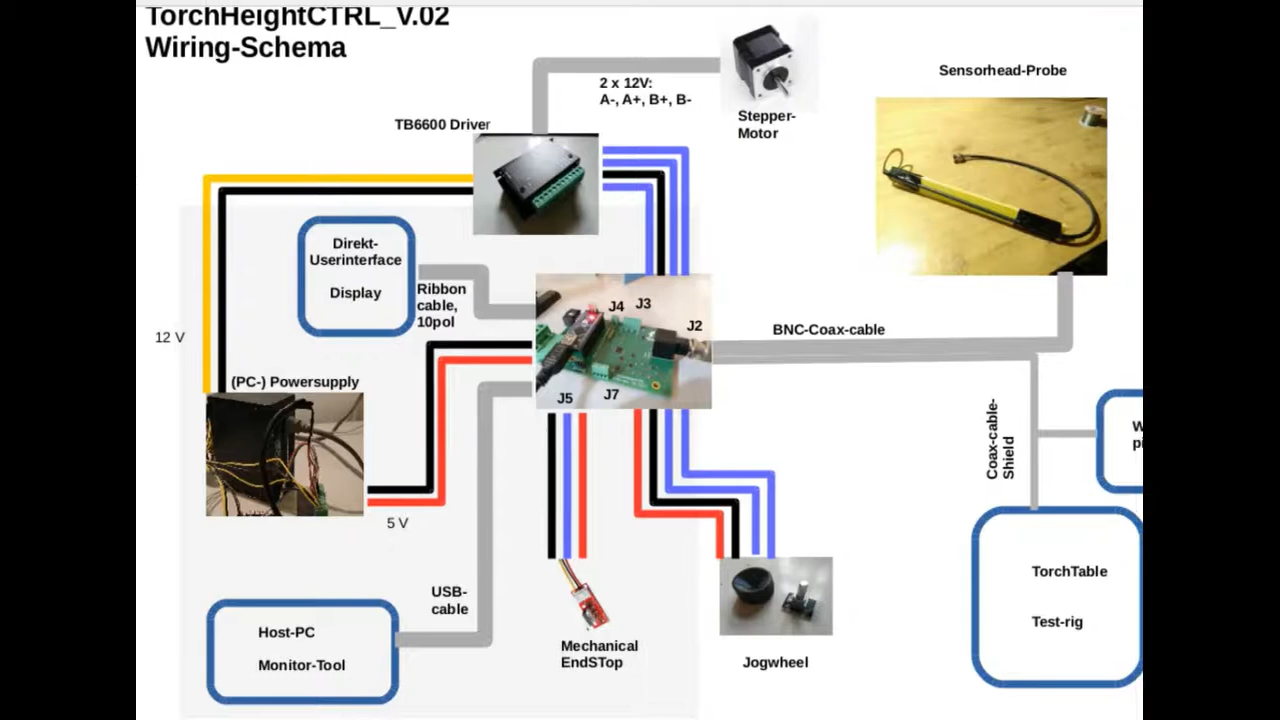 TorchHeightCTRL_V.02
Wiring-Schema
2 x 12V:
A-, A+, B+, B-
Stepper-
Motor
Sensorhead-Probe
TB6600 Driver
Direkt-
Userinterface
Display
Ribbon
cable,
10pol
J4
J3
J2
J5
J7
BNC-Coax-cable
12 V
(PC-) Powersupply
5 V
Coax-cable-
Shield
W
pi
TorchTable
Test-rig
USB-
cable
Host-PC
Monitor-Tool
Mechanical
EndSTop
Jogwheel